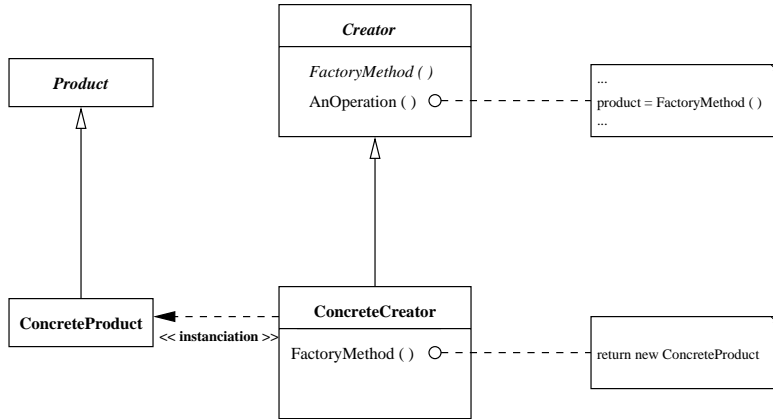 Creator
FactoryMethod ( )
AnOperation ( )
...
product = FactoryMethod ( )
...
Product
ConcreteProduct
<< instanciation >>
ConcreteCreator
FactoryMethod ( )
return new ConcreteProduct